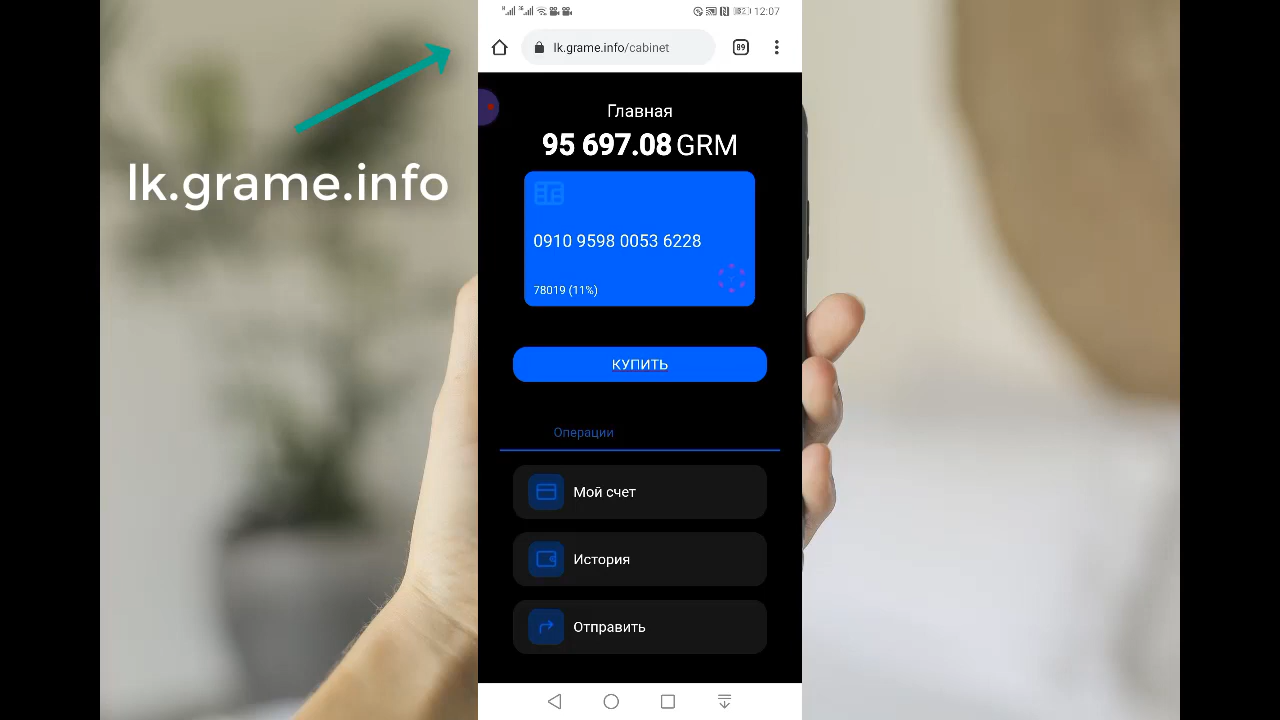 12:07
lk.grame.info/cabinet
89
Главная
95 697.08 GRM
lk.grame.info
0910 9598 0053 6228
78019 (11%)
КУПИТЬ
Операции
Мой счет
История
Отправить